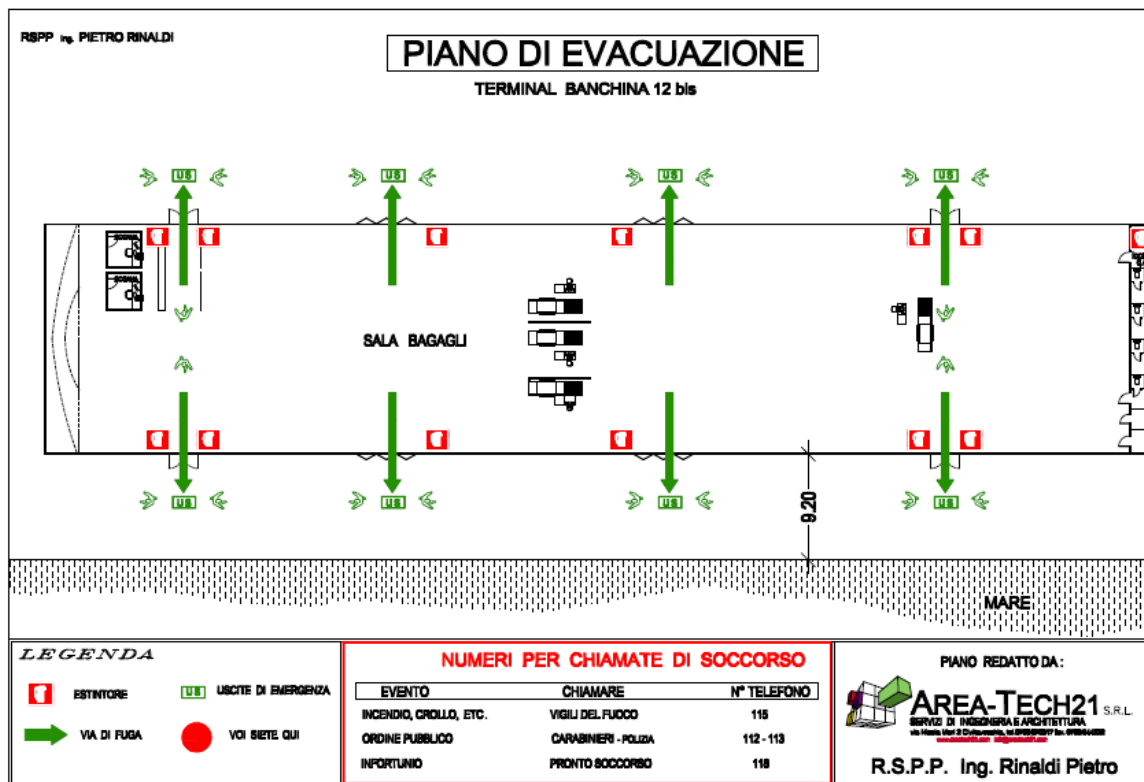 RSPP Ing. PIETRO RINALDI
PIANO DI EVACUAZIONE
TERMINAL BANCHINA 12 bis
US US US US
SALA BAGAGLI
US US US US
9.20
MARE
LEGENDA
ESTINTORE
US USCITE DI EMERGENZA
VIA DI FUGA
VOI SIETE QUI
NUMERI PER CHIAMATE DI SOCCORSO
EVENTO CHIAMARE N° TELEFONO
INCENDIO, CROLLO, ETC. VIGILI DEL FUOCO 115
ORDINE PUBBLICO CARABINIERI - POLIZIA 112 - 113
INFORTUNIO PRONTO SOCCORSO 118
PIANO REDATTO DA :
AREA-TECH21 S.R.L.
SERVIZI DI INGEGNERIA E ARCHITETTURA
R.S.P.P. Ing. Rinaldi Pietro